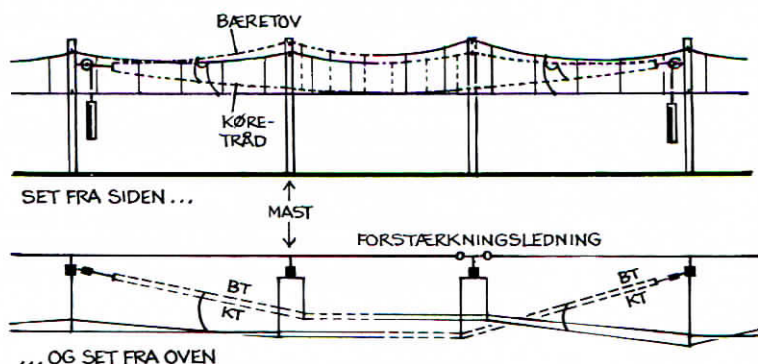 BÆRETOV
KØRE-
TRÅD
SET FRA SIDEN...
MAST
FORSTÆRKNINGSLEDNING
BT
KT
BT
KT
... OG SET FRA OVEN